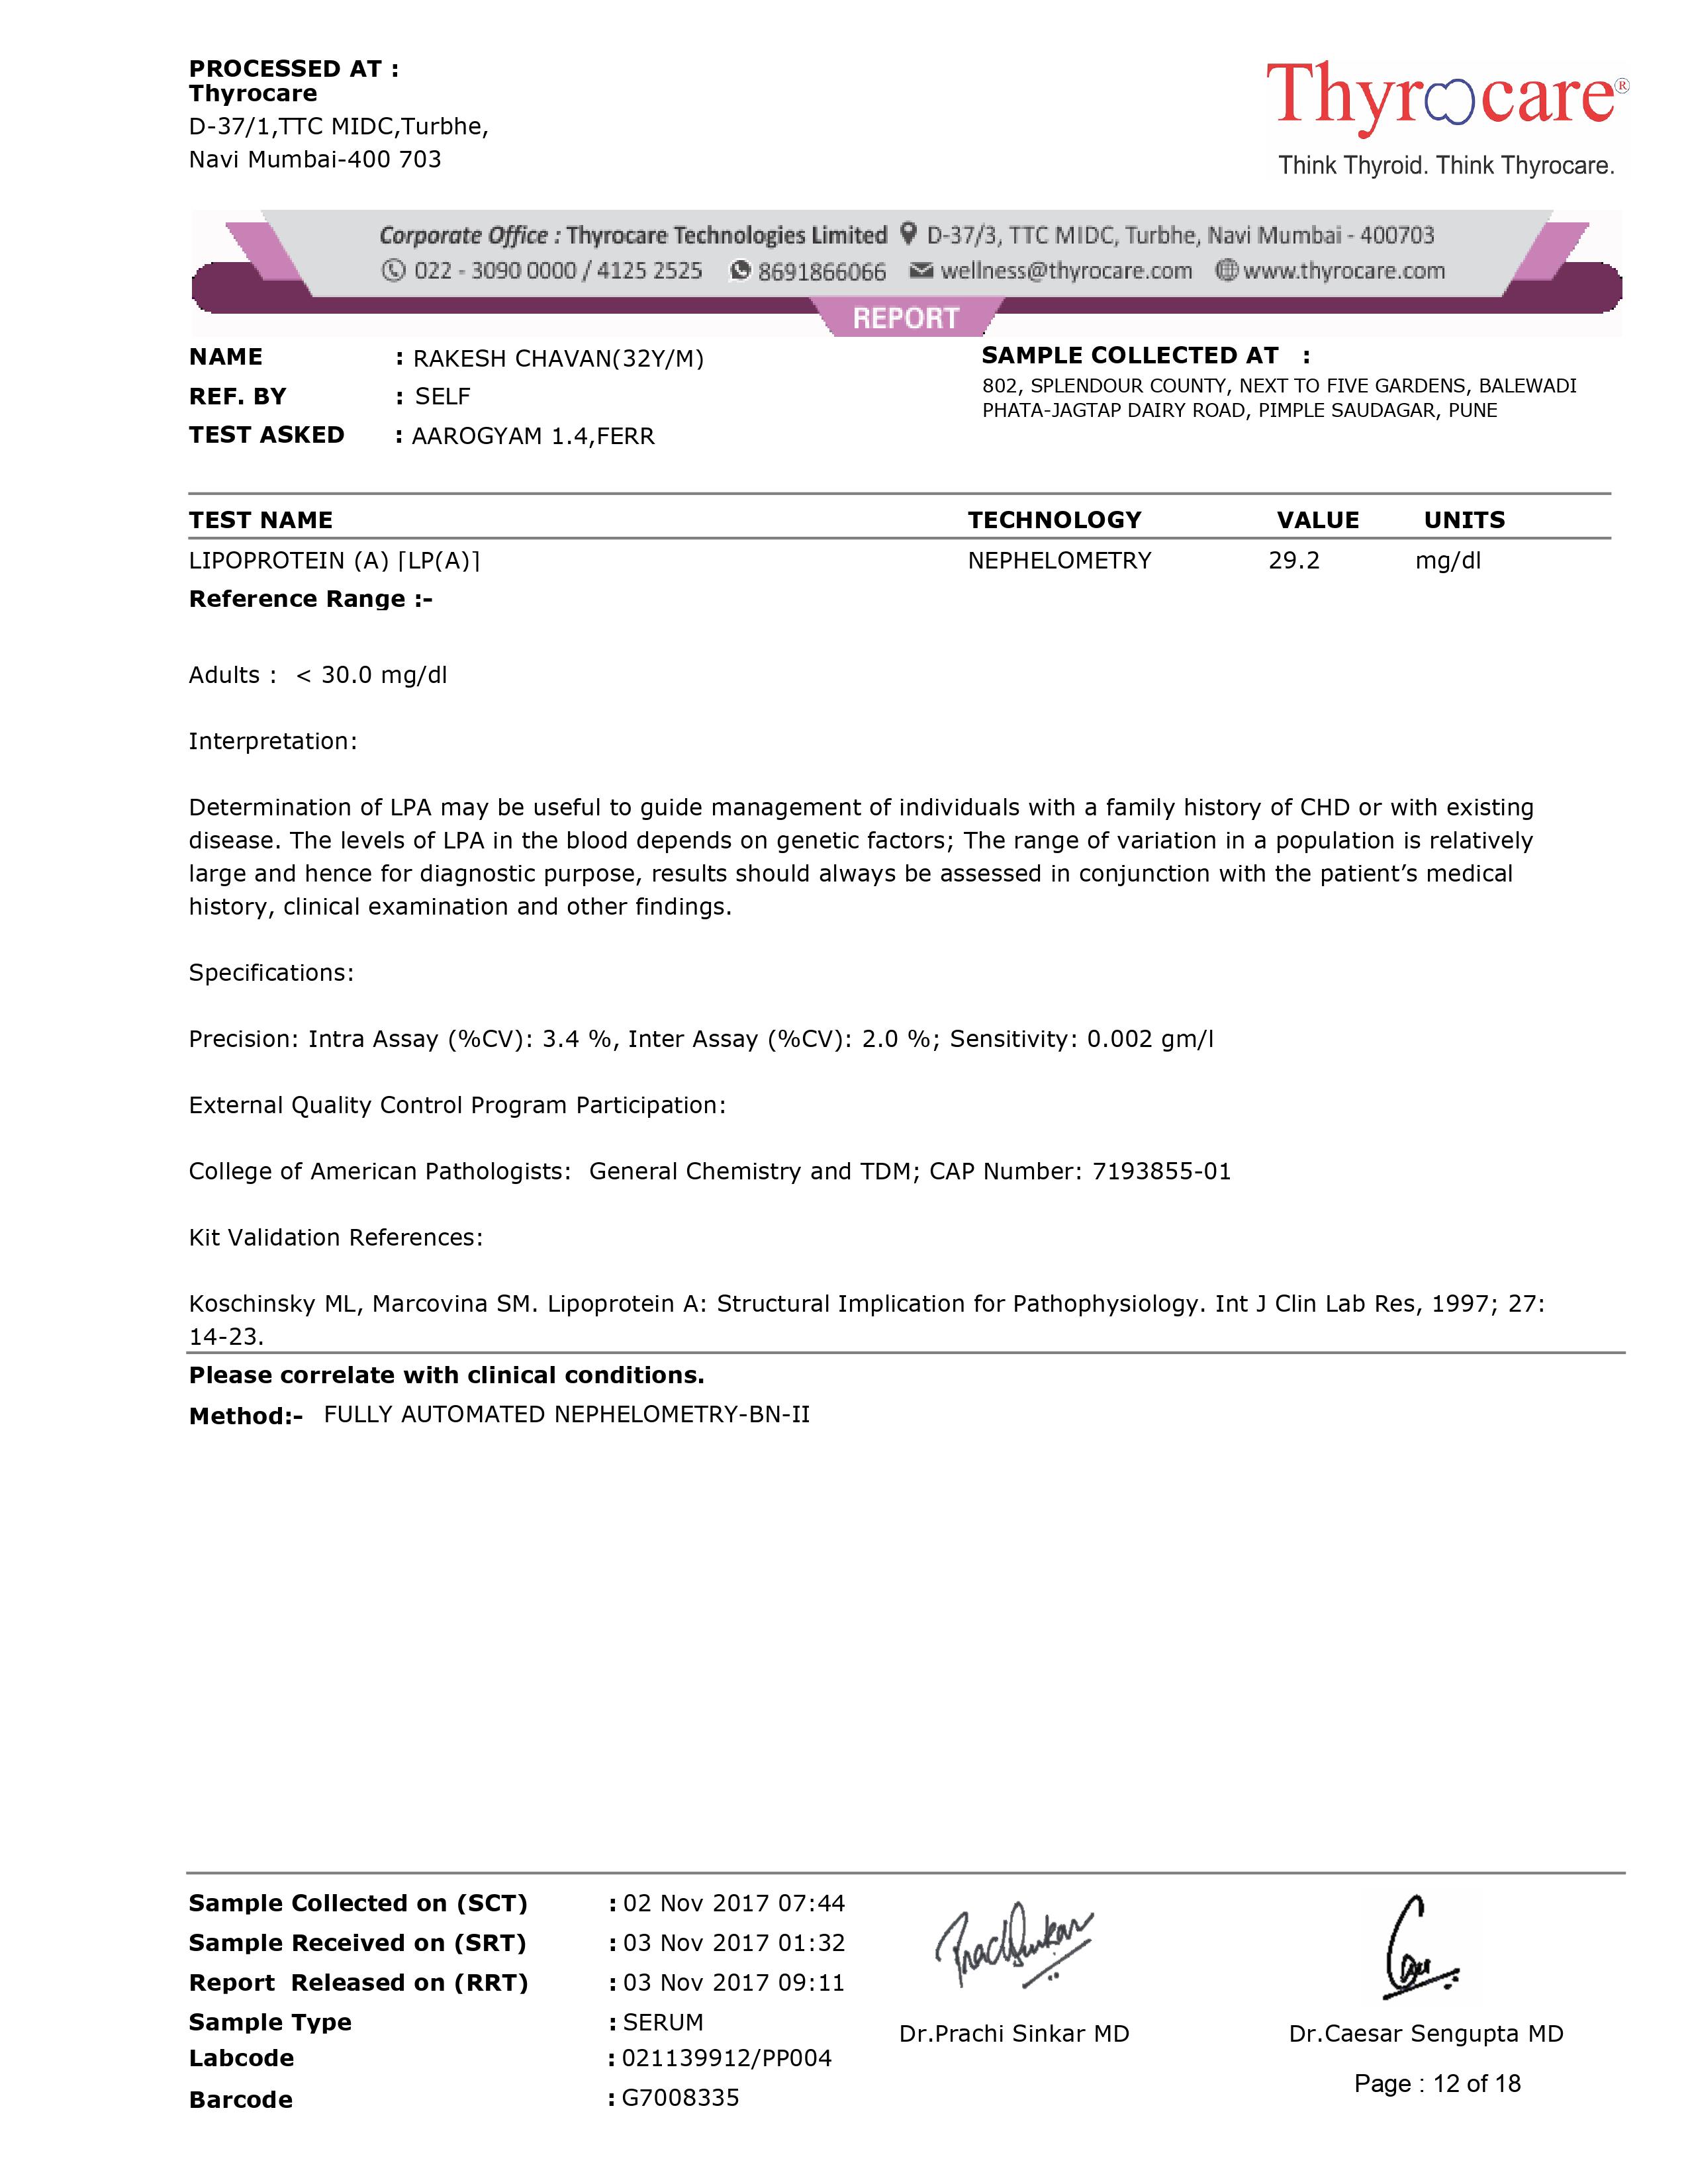 PROCESSED AT :
Thyrocare
D-37/1,TTC MIDC,Turbhe,
Navi Mumbai-400 703
Thyrocare®
Think Thyroid. Think Thyrocare.
Corporate Office : Thyrocare Technologies Limited D-37/3, TTC MIDC, Turbhe, Navi Mumbai - 400703
022 - 3090 0000 / 4125 2525 8691866066 wellness@thyrocare.com www.thyrocare.com
REPORT
NAME : RAKESH CHAVAN(32Y/M)
REF. BY : SELF
TEST ASKED : AAROGYAM 1.4,FERR
SAMPLE COLLECTED AT :
802, SPLENDOUR COUNTY, NEXT TO FIVE GARDENS, BALEWADI
PHATA-JAGTAP DAIRY ROAD, PIMPLE SAUDAGAR, PUNE
TEST NAME TECHNOLOGY VALUE UNITS
LIPOPROTEIN (A) [LP(A)] NEPHELOMETRY 29.2 mg/dl
Reference Range :-
Adults : < 30.0 mg/dl
Interpretation:
Determination of LPA may be useful to guide management of individuals with a family history of CHD or with existing
disease. The levels of LPA in the blood depends on genetic factors; The range of variation in a population is relatively
large and hence for diagnostic purpose, results should always be assessed in conjunction with the patient’s medical
history, clinical examination and other findings.
Specifications:
Precision: Intra Assay (%CV): 3.4 %, Inter Assay (%CV): 2.0 %; Sensitivity: 0.002 gm/l
External Quality Control Program Participation:
College of American Pathologists: General Chemistry and TDM; CAP Number: 7193855-01
Kit Validation References:
Koschinsky ML, Marcovina SM. Lipoprotein A: Structural Implication for Pathophysiology. Int J Clin Lab Res, 1997; 27:
14-23.
Please correlate with clinical conditions.
Method:- FULLY AUTOMATED NEPHELOMETRY-BN-II
Sample Collected on (SCT) : 02 Nov 2017 07:44
Sample Received on (SRT) : 03 Nov 2017 01:32
Report Released on (RRT) : 03 Nov 2017 09:11
Sample Type : SERUM
Labcode : 021139912/PP004
Barcode : G7008335
Dr.Prachi Sinkar MD
Dr.Caesar Sengupta MD
Page : 12 of 18